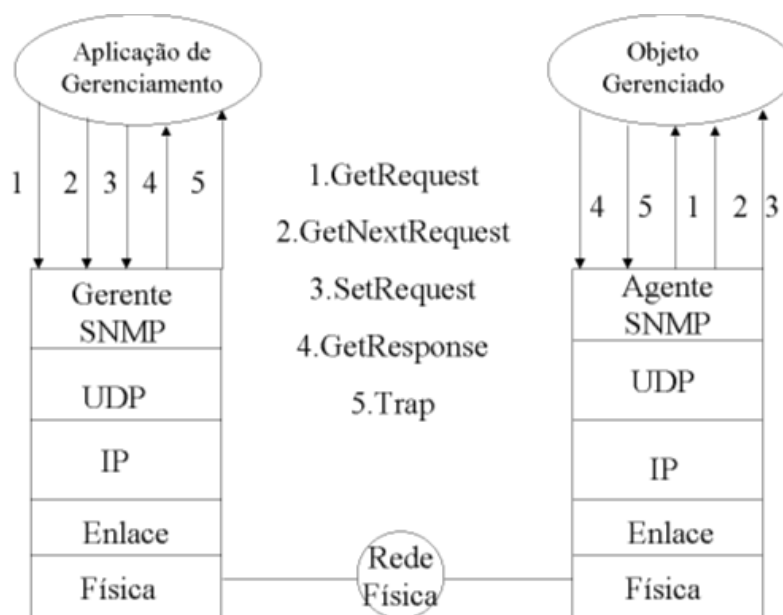 Aplicação de
Gerenciamento
Objeto
Gerenciado
1
2
3
4
5
4
5
1
2
3
1.GetRequest
2.GetNextRequest
3.SetRequest
4.GetResponse
5.Trap
Gerente
SNMP
UDP
IP
Enlace
Física
Agente
SNMP
UDP
IP
Enlace
Física
Rede
Física